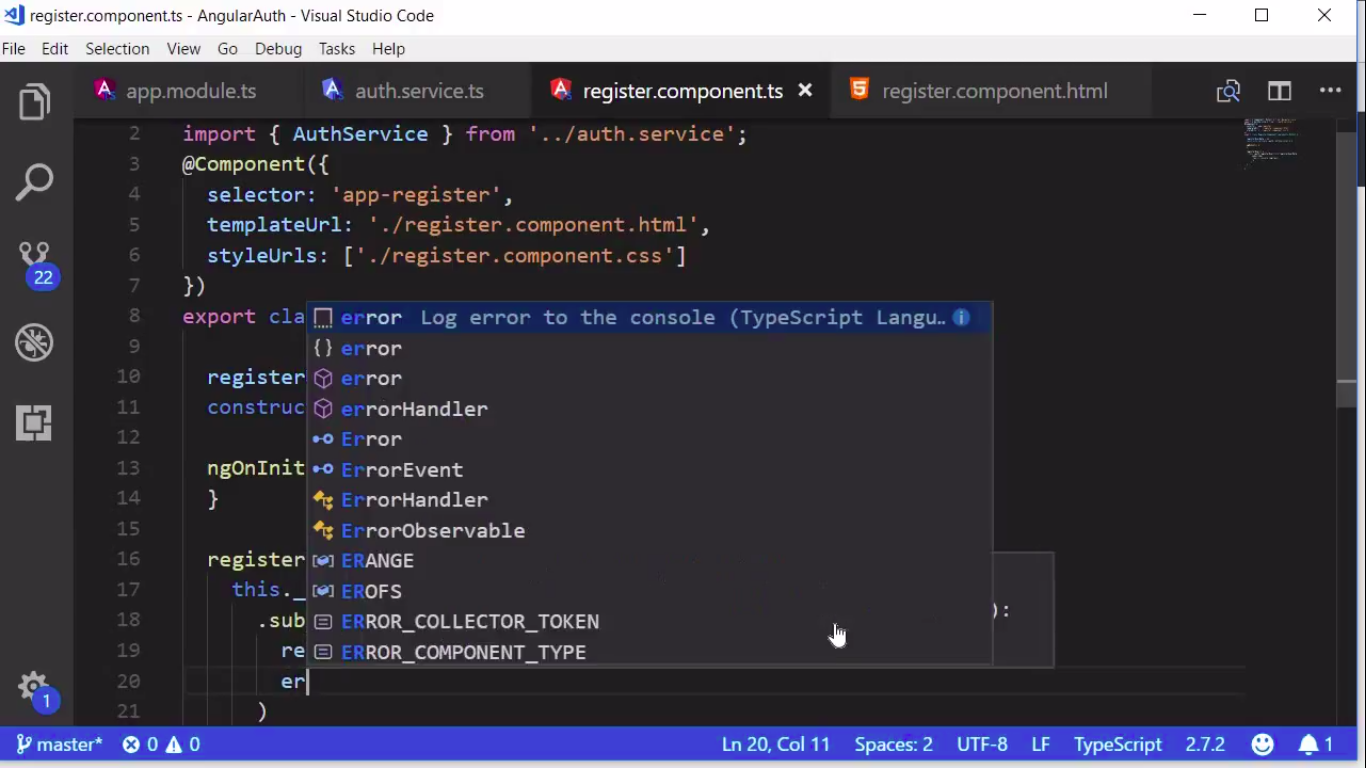 register.component.ts - AngularAuth - Visual Studio Code
File Edit Selection View Go Debug Tasks Help
app.module.ts auth.service.ts register.component.ts register.component.html
2 import { AuthService } from '../auth.service';
3 @Component({
4 selector: 'app-register',
5 templateUrl: './register.component.html',
6 styleUrls: ['./register.component.css']
7 })
8 export cla
error Log error to the console (TypeScript Langu…
9
error
10 register
error
11 construc
errorHandler
12
Error
13 ngOnInit
ErrorEvent
14 }
ErrorHandler
15
ErrorObservable
16 register
ERANGE
17 this._
EROFS
18 .sub
ERROR_COLLECTOR_TOKEN
):
19 re
ERROR_COMPONENT_TYPE
20 er
21 )
22
1
master* 0 0 Ln 20, Col 11 Spaces: 2 UTF-8 LF TypeScript 2.7.2 1